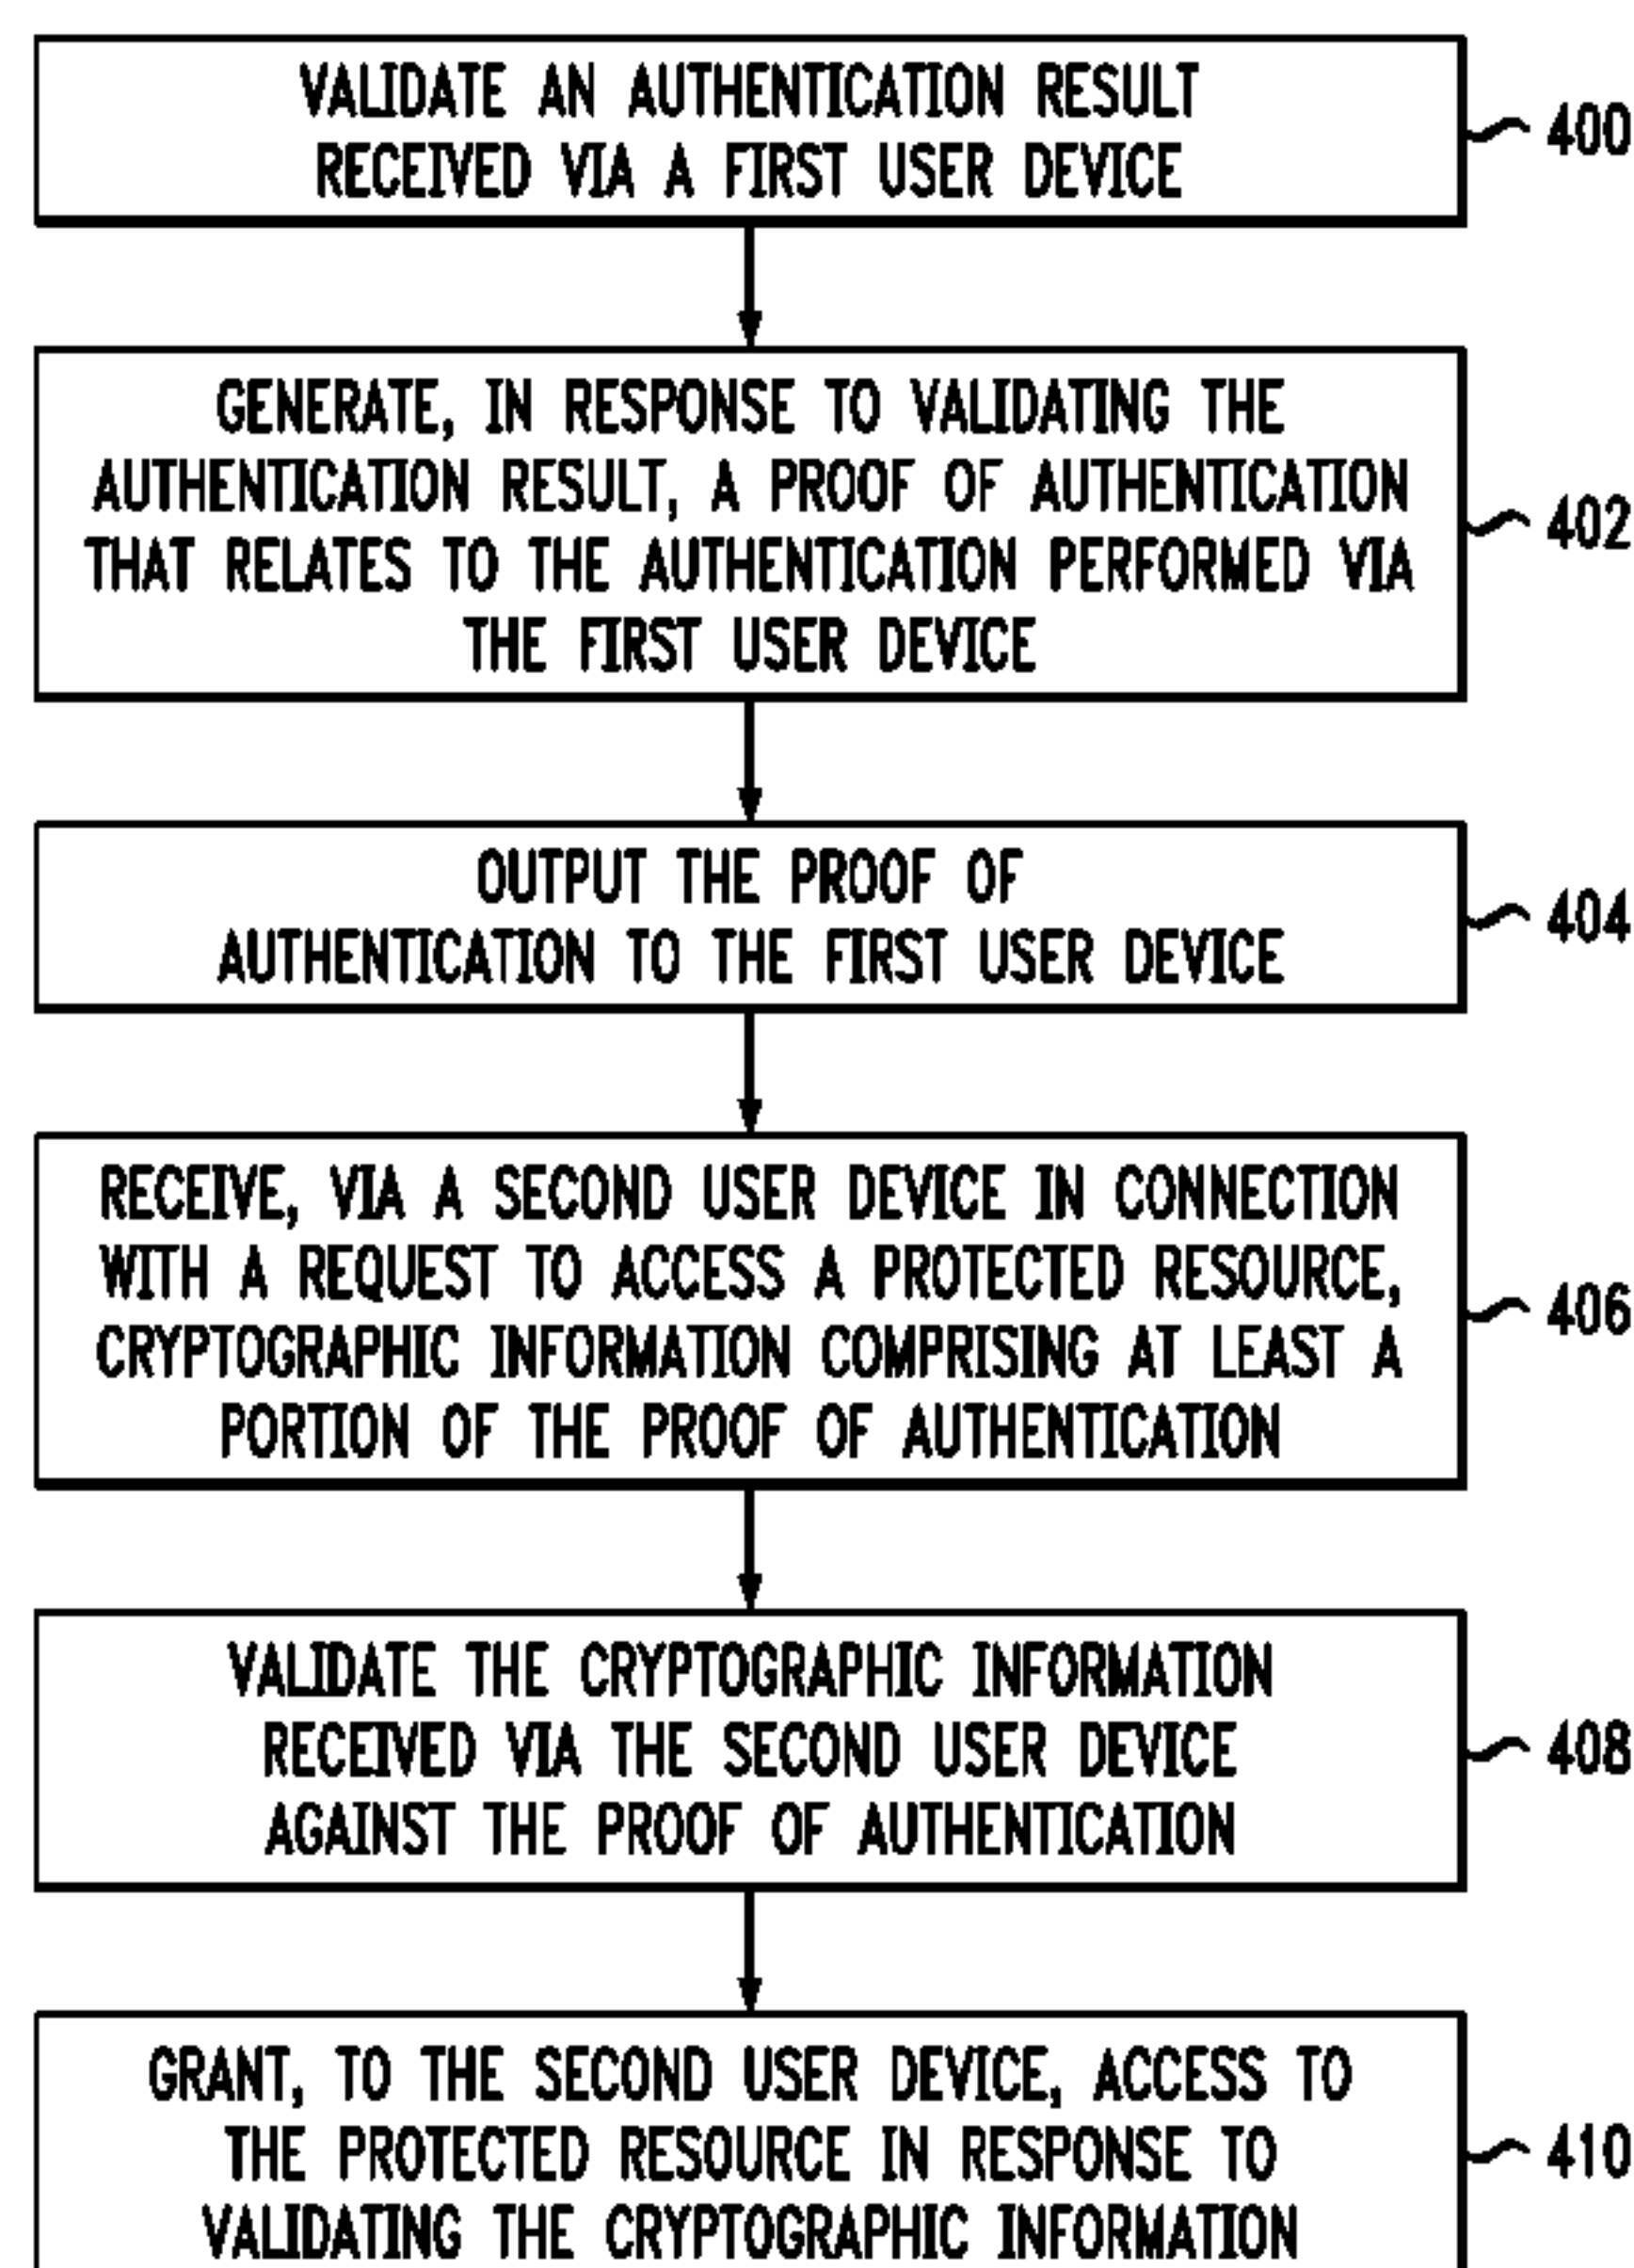 VALIDATE AN AUTHENTICATION RESULT
RECEIVED VIA A FIRST USER DEVICE
400
GENERATE, IN RESPONSE TO VALIDATING THE
AUTHENTICATION RESULT, A PROOF OF AUTHENTICATION
THAT RELATES TO THE AUTHENTICATION PERFORMED VIA
THE FIRST USER DEVICE
402
OUTPUT THE PROOF OF
AUTHENTICATION TO THE FIRST USER DEVICE
404
RECEIVE, VIA A SECOND USER DEVICE IN CONNECTION
WITH A REQUEST TO ACCESS A PROTECTED RESOURCE,
CRYPTOGRAPHIC INFORMATION COMPRISING AT LEAST A
PORTION OF THE PROOF OF AUTHENTICATION
406
VALIDATE THE CRYPTOGRAPHIC INFORMATION
RECEIVED VIA THE SECOND USER DEVICE
AGAINST THE PROOF OF AUTHENTICATION
408
GRANT, TO THE SECOND USER DEVICE, ACCESS TO
THE PROTECTED RESOURCE IN RESPONSE TO
VALIDATING THE CRYPTOGRAPHIC INFORMATION
410